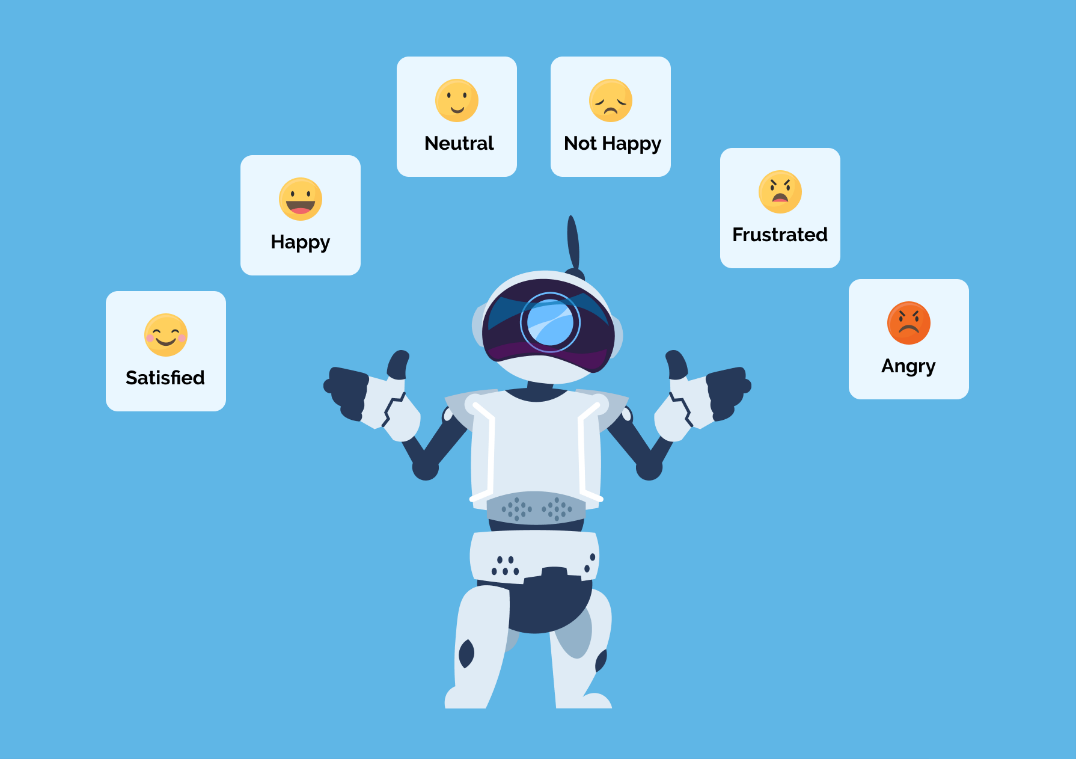 Neutral
Not Happy
Happy
Frustrated
Satisfied
Angry